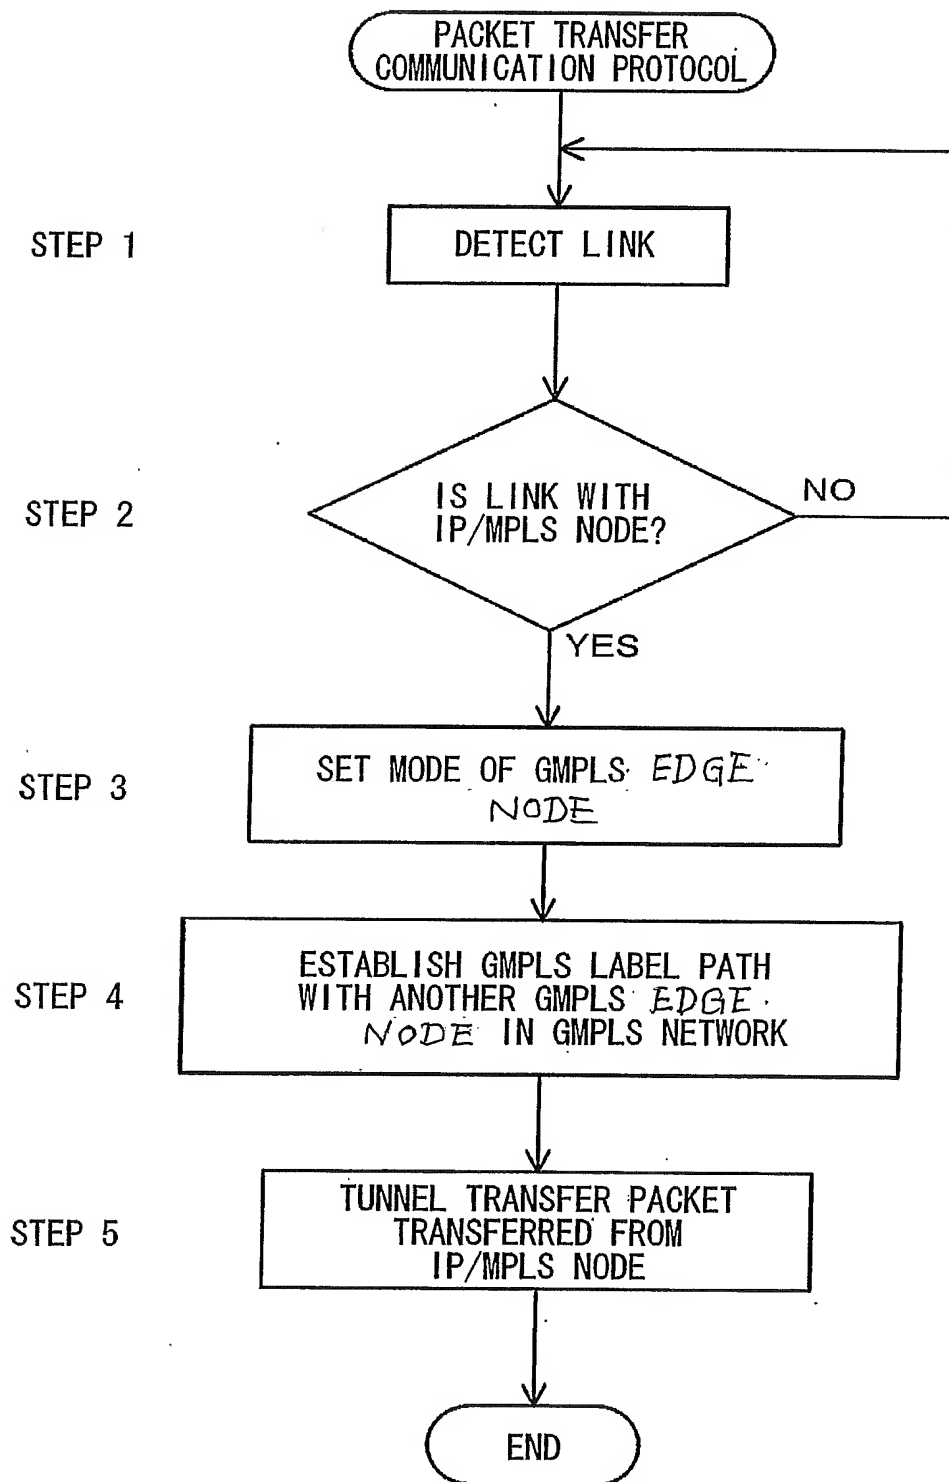 PACKET TRANSFER
COMMUNICATION PROTOCOL
STEP 1
DETECT LINK
STEP 2
IS LINK WITH
IP/MPLS NODE?
NO
YES
STEP 3
SET MODE OF GMPLS EDGE
NODE
STEP 4
ESTABLISH GMPLS LABEL PATH
WITH ANOTHER GMPLS EDGE
NODE IN GMPLS NETWORK
STEP 5
TUNNEL TRANSFER PACKET
TRANSFERRED FROM
IP/MPLS NODE
END